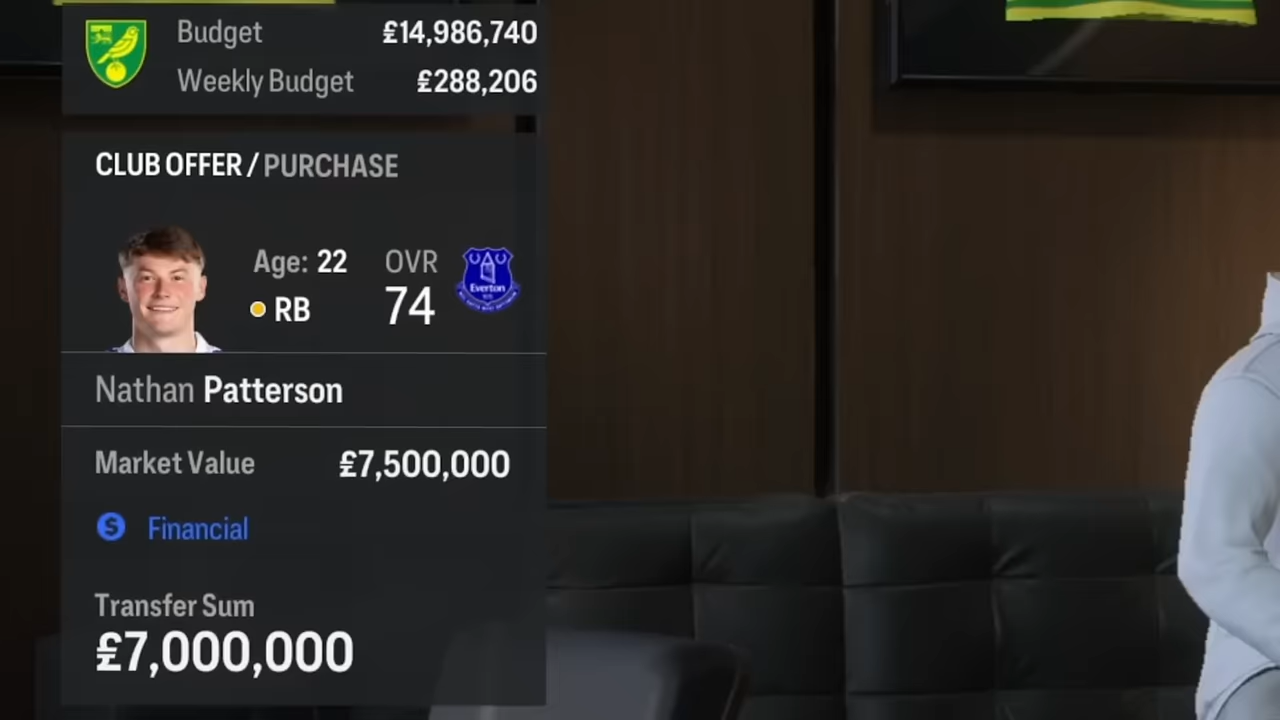 Budget £14,986,740
Weekly Budget £288,206
CLUB OFFER / PURCHASE
Age: 22 OVR
RB 74
Everton
Nathan Patterson
Market Value £7,500,000
Financial
Transfer Sum
£7,000,000